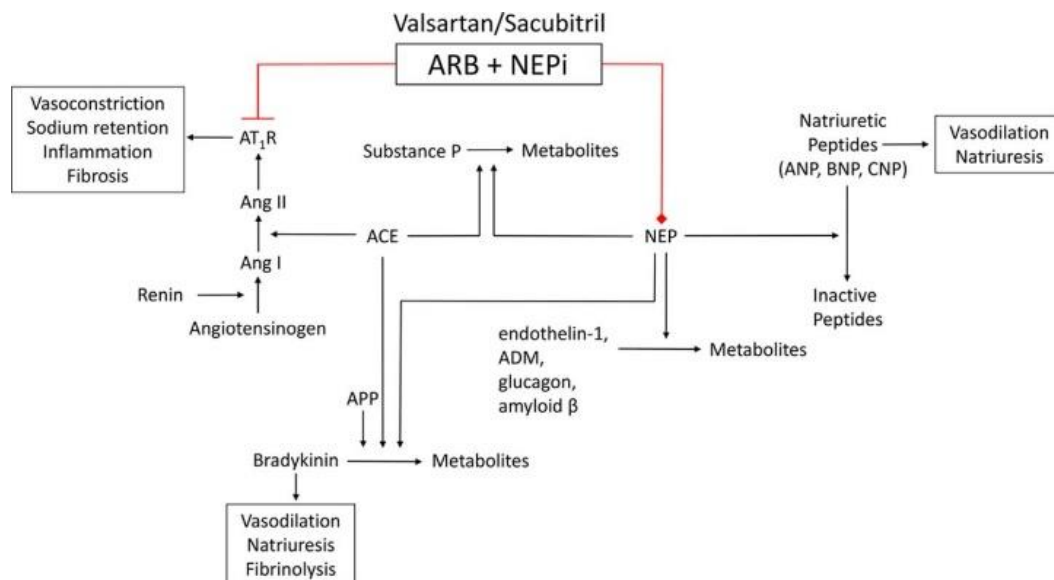 Valsartan/Sacubitril
ARB + NEPi
Vasoconstriction
Sodium retention
Inflammation
Fibrosis
AT₁R
Substance P
Metabolites
Natriuretic
Peptides
(ANP, BNP, CNP)
Vasodilation
Natriuresis
Ang II
ACE
NEP
Ang I
Renin
Angiotensinogen
Inactive
Peptides
endothelin-1,
ADM,
glucagon,
amyloid β
Metabolites
APP
Bradykinin
Metabolites
Vasodilation
Natriuresis
Fibrinolysis